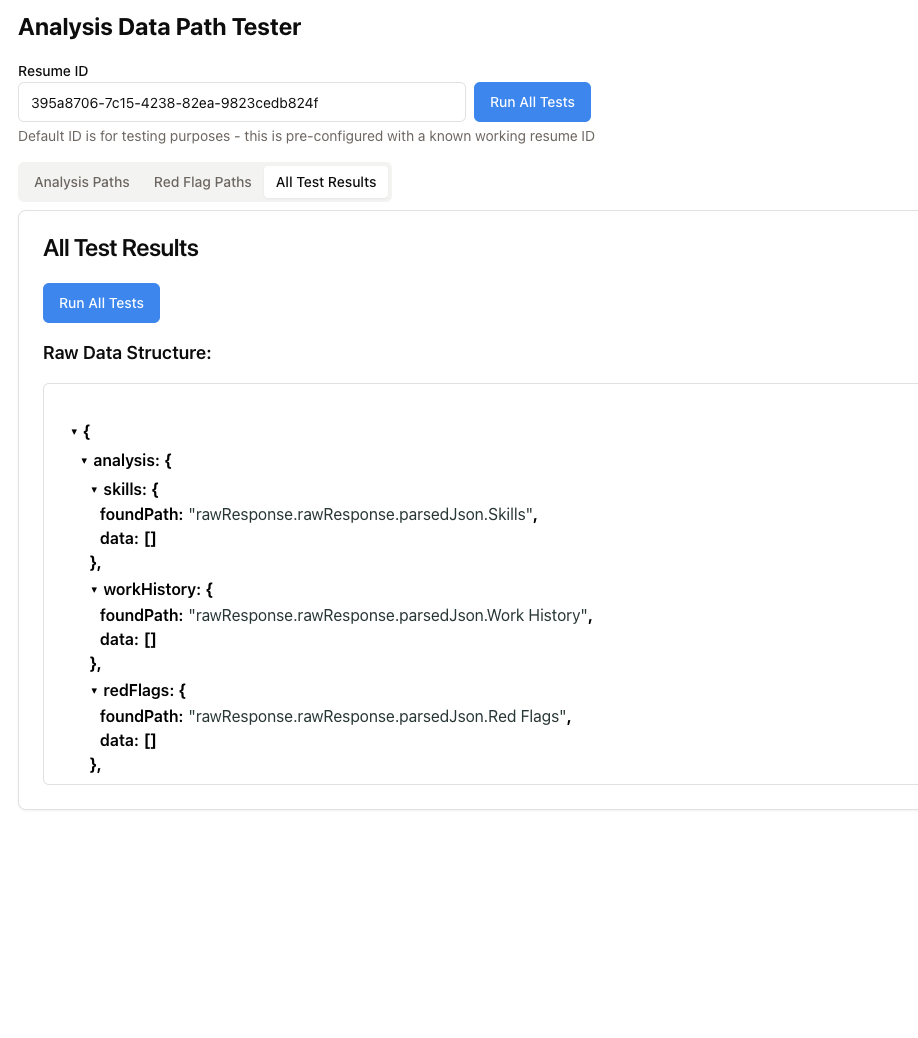 Analysis Data Path Tester
Resume ID
395a8706-7c15-4238-82ea-9823cedb824f
Run All Tests
Default ID is for testing purposes - this is pre-configured with a known working resume ID
Analysis Paths
Red Flag Paths
All Test Results
All Test Results
Run All Tests
Raw Data Structure:
▾ {
▾ analysis: {
▾ skills: {
foundPath: "rawResponse.rawResponse.parsedJson.Skills",
data: []
},
▾ workHistory: {
foundPath: "rawResponse.rawResponse.parsedJson.Work History",
data: []
},
▾ redFlags: {
foundPath: "rawResponse.rawResponse.parsedJson.Red Flags",
data: []
},